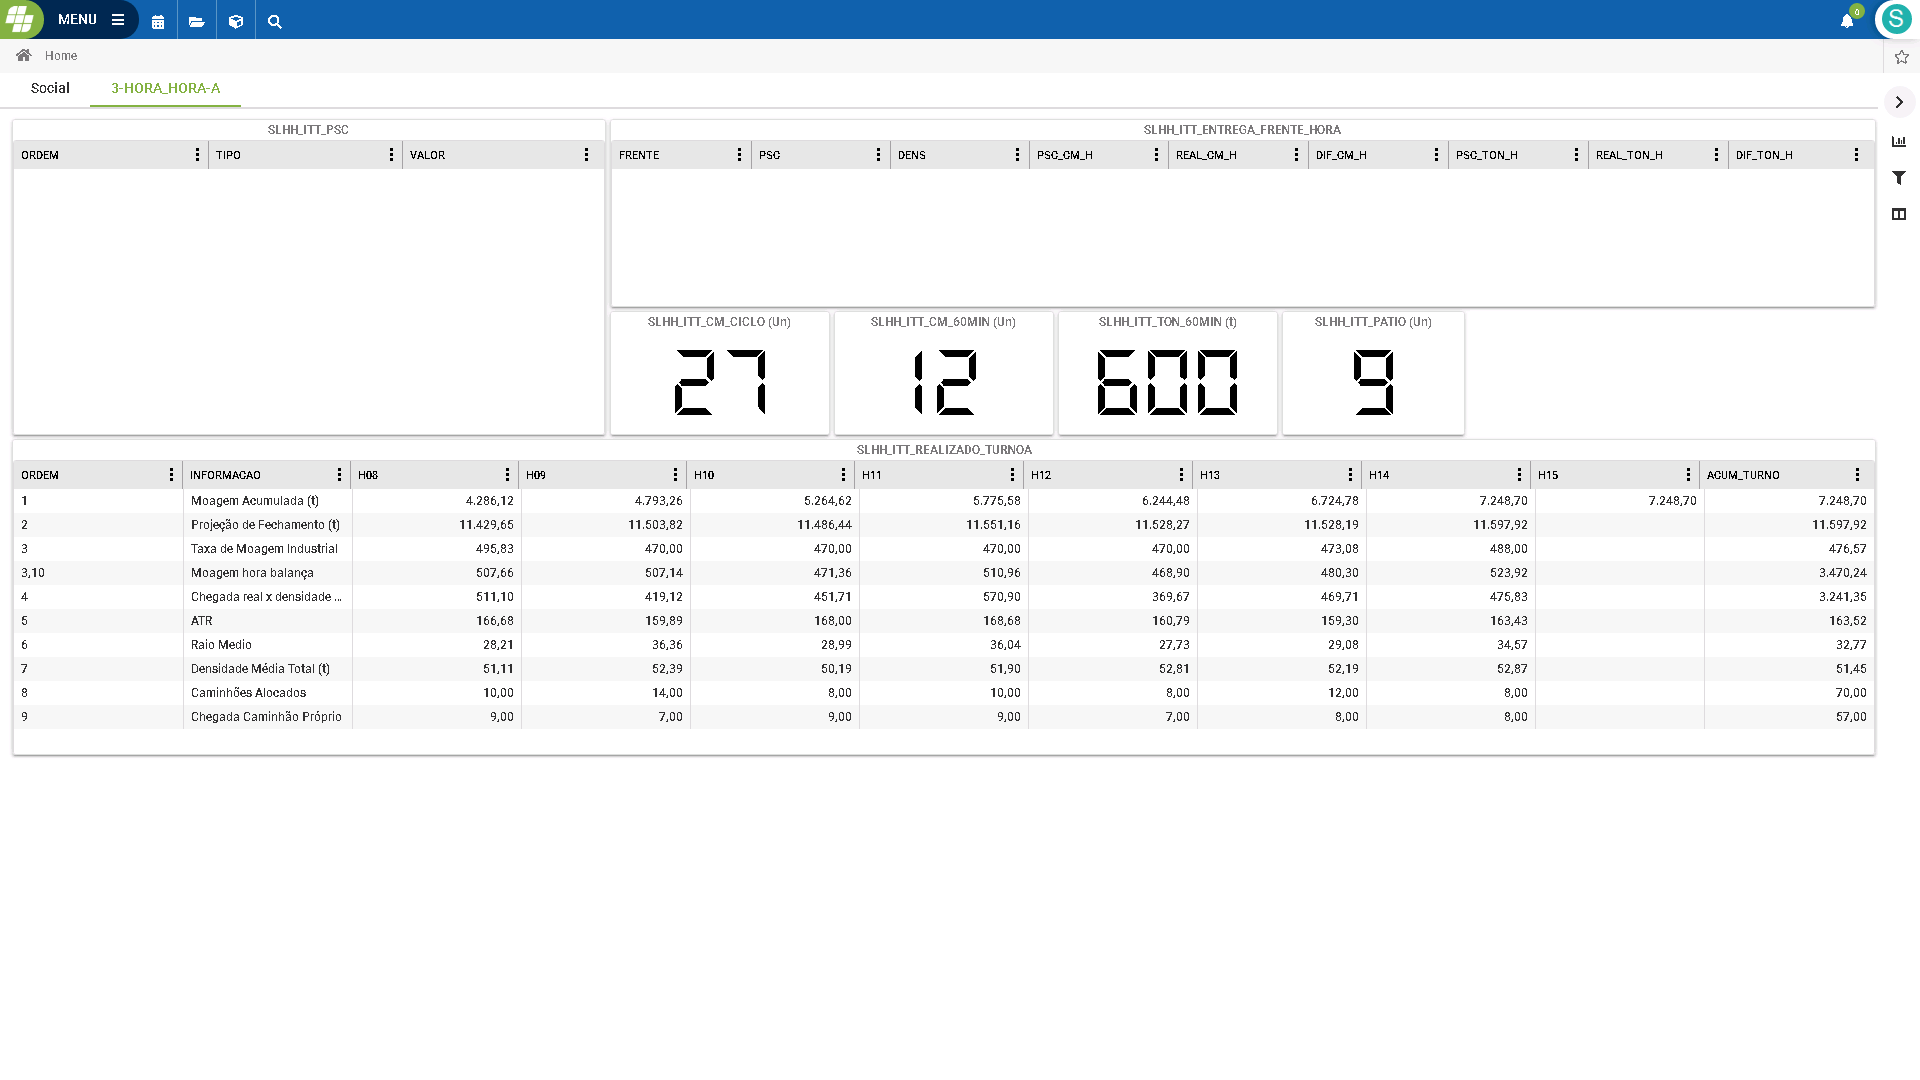 MENU
0
S
Home
Social 3-HORA_HORA-A
SLHH_ITT_PSC
ORDEM TIPO VALOR
SLHH_ITT_ENTREGA_FRENTE_HORA
FRENTE PSC DENS PSC_CM_H REAL_CM_H DIF_CM_H PSC_TON_H REAL_TON_H DIF_TON_H
SLHH_ITT_CM_CICLO (Un) SLHH_ITT_CM_60MIN (Un) SLHH_ITT_TON_60MIN (t) SLHH_ITT_PATIO (Un)
27 12 600 9
SLHH_ITT_REALIZADO_TURNOA
ORDEM INFORMACAO H08 H09 H10 H11 H12 H13 H14 H15 ACUM_TURNO
1 Moagem Acumulada (t) 4.286,12 4.793,26 5.264,62 5.775,58 6.244,48 6.724,78 7.248,70 7.248,70 7.248,70
2 Projeção de Fechamento (t) 11.429,65 11.503,82 11.486,44 11.551,16 11.528,27 11.528,19 11.597,92 11.597,92
3 Taxa de Moagem Industrial 495,83 470,00 470,00 470,00 470,00 473,08 488,00 476,57
3,10 Moagem hora balança 507,66 507,14 471,36 510,96 468,90 480,30 523,92 3.470,24
4 Chegada real x densidade ... 511,10 419,12 451,71 570,90 369,67 469,71 475,83 3.241,35
5 ATR 166,68 159,89 168,00 168,68 160,79 159,30 163,43 163,52
6 Raio Medio 28,21 36,36 28,99 36,04 27,73 29,08 34,57 32,77
7 Densidade Média Total (t) 51,11 52,39 50,19 51,90 52,81 52,19 52,87 51,45
8 Caminhões Alocados 10,00 14,00 8,00 10,00 8,00 12,00 8,00 70,00
9 Chegada Caminhão Próprio 9,00 7,00 9,00 9,00 7,00 8,00 8,00 57,00